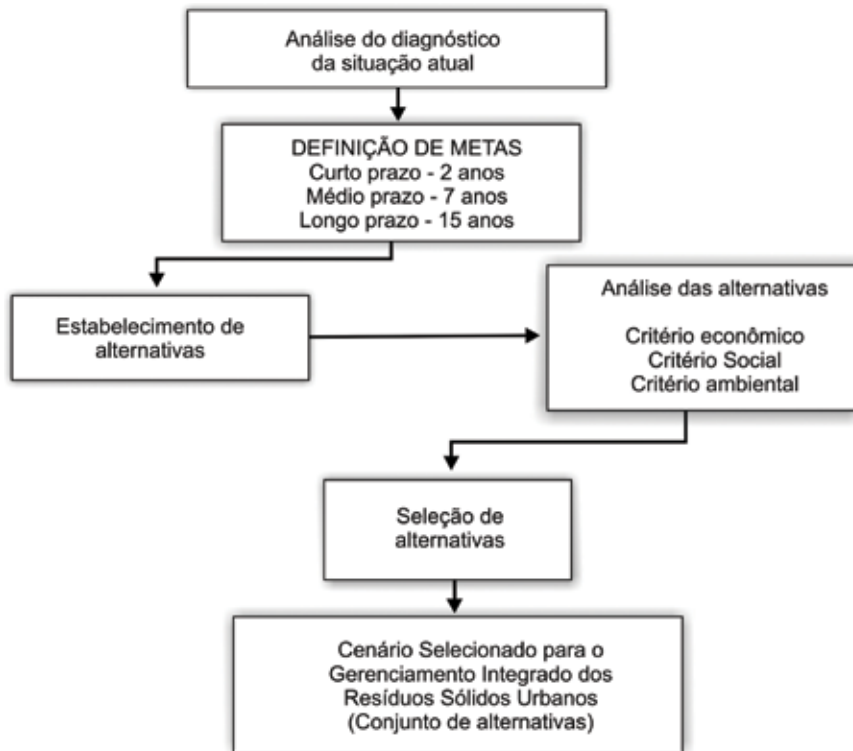 Análise do diagnóstico
da situação atual
DEFINIÇÃO DE METAS
Curto prazo - 2 anos
Médio prazo - 7 anos
Longo prazo - 15 anos
Estabelecimento de
alternativas
Análise das alternativas
Critério econômico
Critério Social
Critério ambiental
Seleção de
alternativas
Cenário Selecionado para o
Gerenciamento Integrado dos
Resíduos Sólidos Urbanos
(Conjunto de alternativas)